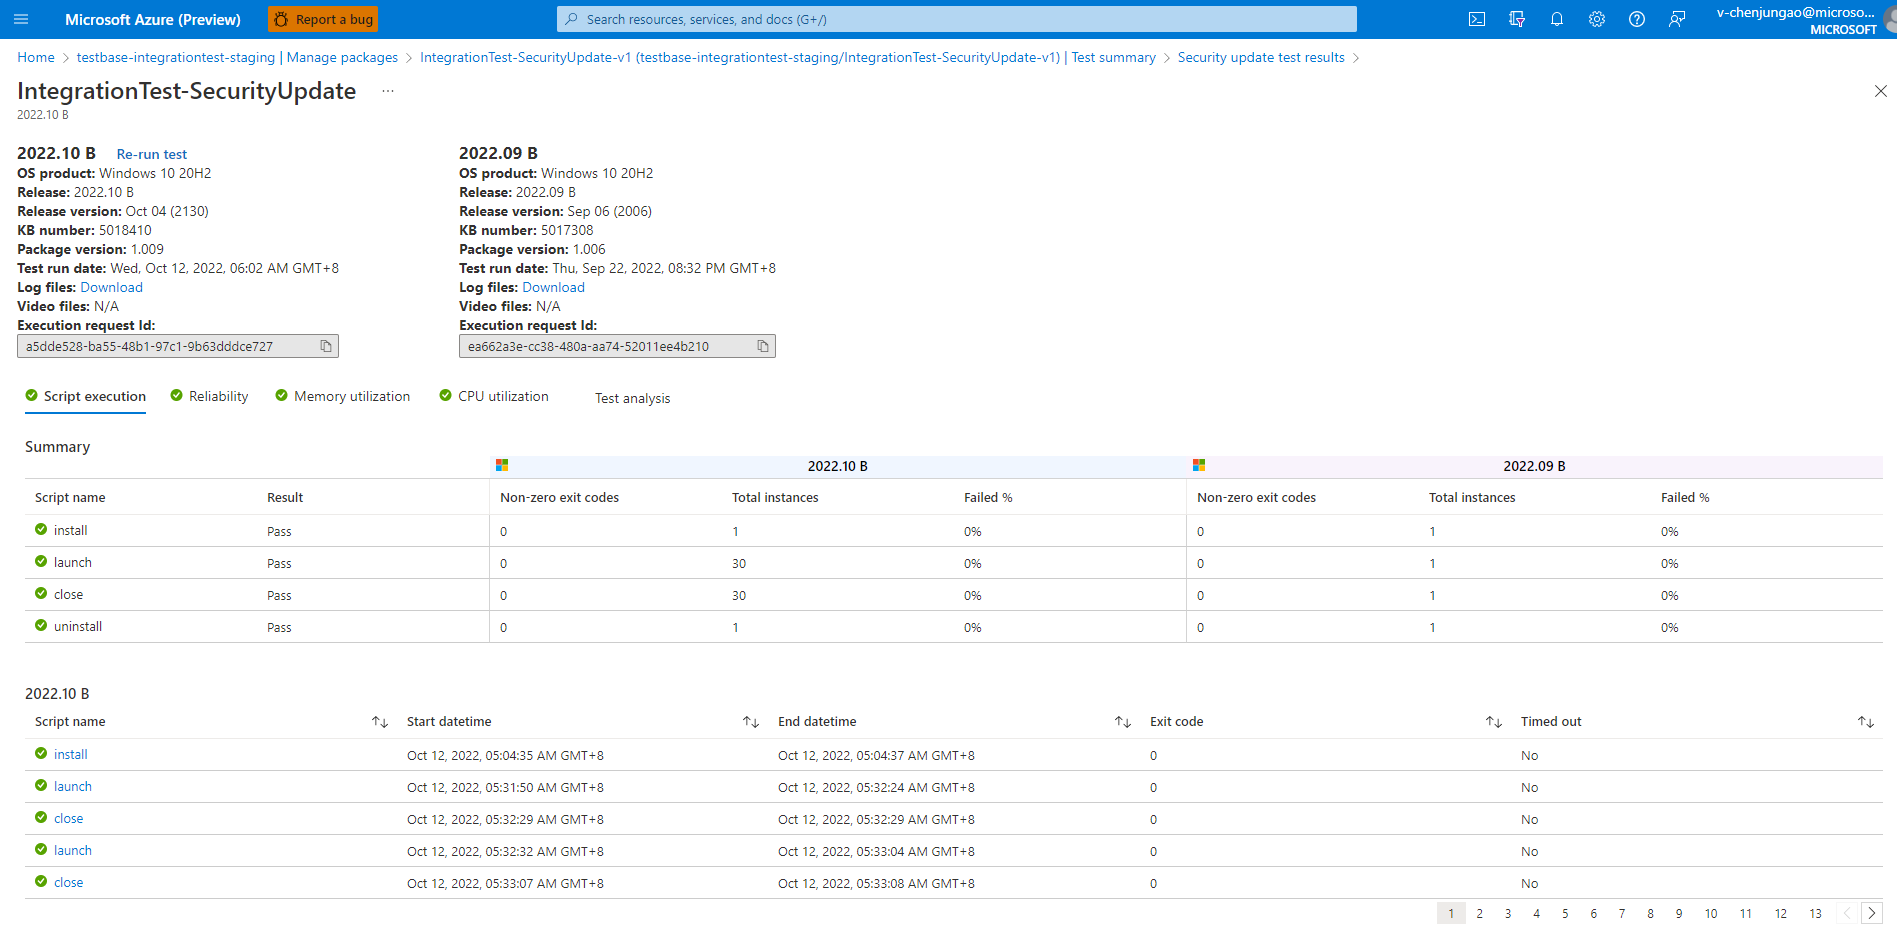 Microsoft Azure (Preview)
Report a bug
Search resources, services, and docs (G+/)
v-chenjungao@microso...
MICROSOFT
Home > testbase-integrationtest-staging | Manage packages > IntegrationTest-SecurityUpdate-v1 (testbase-integrationtest-staging/IntegrationTest-SecurityUpdate-v1) | Test summary > Security update test results >
IntegrationTest-SecurityUpdate ...
2022.10 B
2022.10 B Re-run test
OS product: Windows 10 20H2
Release: 2022.10 B
Release version: Oct 04 (2130)
KB number: 5018410
Package version: 1.009
Test run date: Wed, Oct 12, 2022, 06:02 AM GMT+8
Log files: Download
Video files: N/A
Execution request Id:
a5dde528-ba55-48b1-97c1-9b63dddce727
2022.09 B
OS product: Windows 10 20H2
Release: 2022.09 B
Release version: Sep 06 (2006)
KB number: 5017308
Package version: 1.006
Test run date: Thu, Sep 22, 2022, 08:32 PM GMT+8
Log files: Download
Video files: N/A
Execution request Id:
ea662a3e-cc38-480a-aa74-52011ee4b210
Script execution Reliability Memory utilization CPU utilization Test analysis
Summary
2022.10 B 2022.09 B
Script name Result Non-zero exit codes Total instances Failed % Non-zero exit codes Total instances Failed %
install Pass 0 1 0% 0 1 0%
launch Pass 0 30 0% 0 1 0%
close Pass 0 30 0% 0 1 0%
uninstall Pass 0 1 0% 0 1 0%
2022.10 B
Script name Start datetime End datetime Exit code Timed out
install Oct 12, 2022, 05:04:35 AM GMT+8 Oct 12, 2022, 05:04:37 AM GMT+8 0 No
launch Oct 12, 2022, 05:31:50 AM GMT+8 Oct 12, 2022, 05:32:24 AM GMT+8 0 No
close Oct 12, 2022, 05:32:29 AM GMT+8 Oct 12, 2022, 05:32:29 AM GMT+8 0 No
launch Oct 12, 2022, 05:32:32 AM GMT+8 Oct 12, 2022, 05:33:04 AM GMT+8 0 No
close Oct 12, 2022, 05:33:07 AM GMT+8 Oct 12, 2022, 05:33:08 AM GMT+8 0 No
1 2 3 4 5 6 7 8 9 10 11 12 13 < >